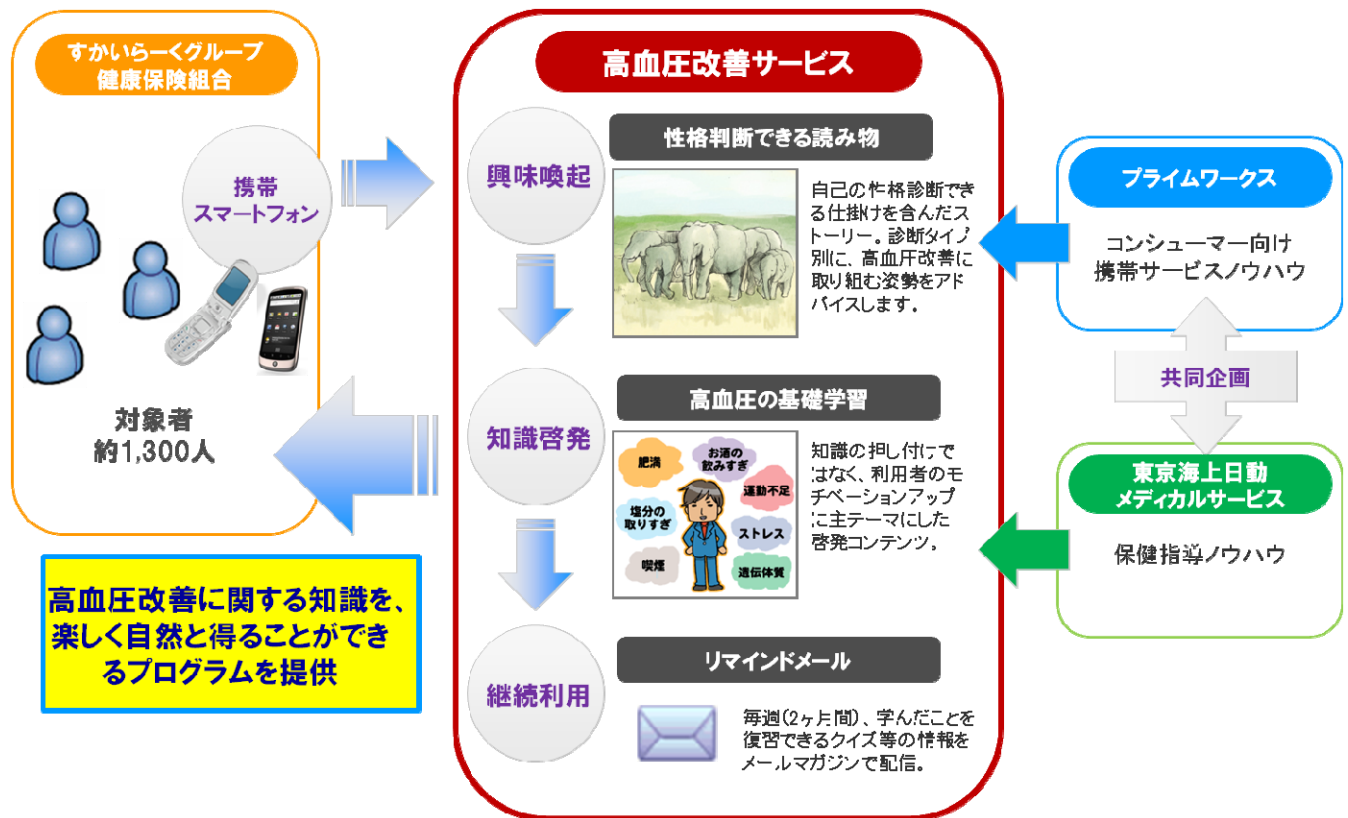 すかいらーくグループ
健康保険組合
携帯
スマートフォン
対象者
約1,300人
高血圧改善に関する知識を、
楽しく自然と得ることができ
るプログラムを提供
高血圧改善サービス
興味喚起
性格判断できる読み物
自己の性格診断でき
る仕掛けを含んだス
トーリー。診断タイプ
別に、高血圧改善に
取り組む姿勢をアド
バイスします。
知識啓発
高血圧の基礎学習
肥満
お酒の
飲みすぎ
運動不足
塩分の
取りすぎ
ストレス
喫煙
遺伝体質
知識の押し付けで
はなく、利用者のモ
チベーションアップ
に主テーマにした
啓発コンテンツ。
継続利用
リマインドメール
毎週(2ヶ月間)、学んだことを
復習できるクイズ等の情報を
メールマガジンで配信。
プライムワークス
コンシューマー向け
携帯サービスノウハウ
共同企画
東京海上日動
メディカルサービス
保健指導ノウハウ